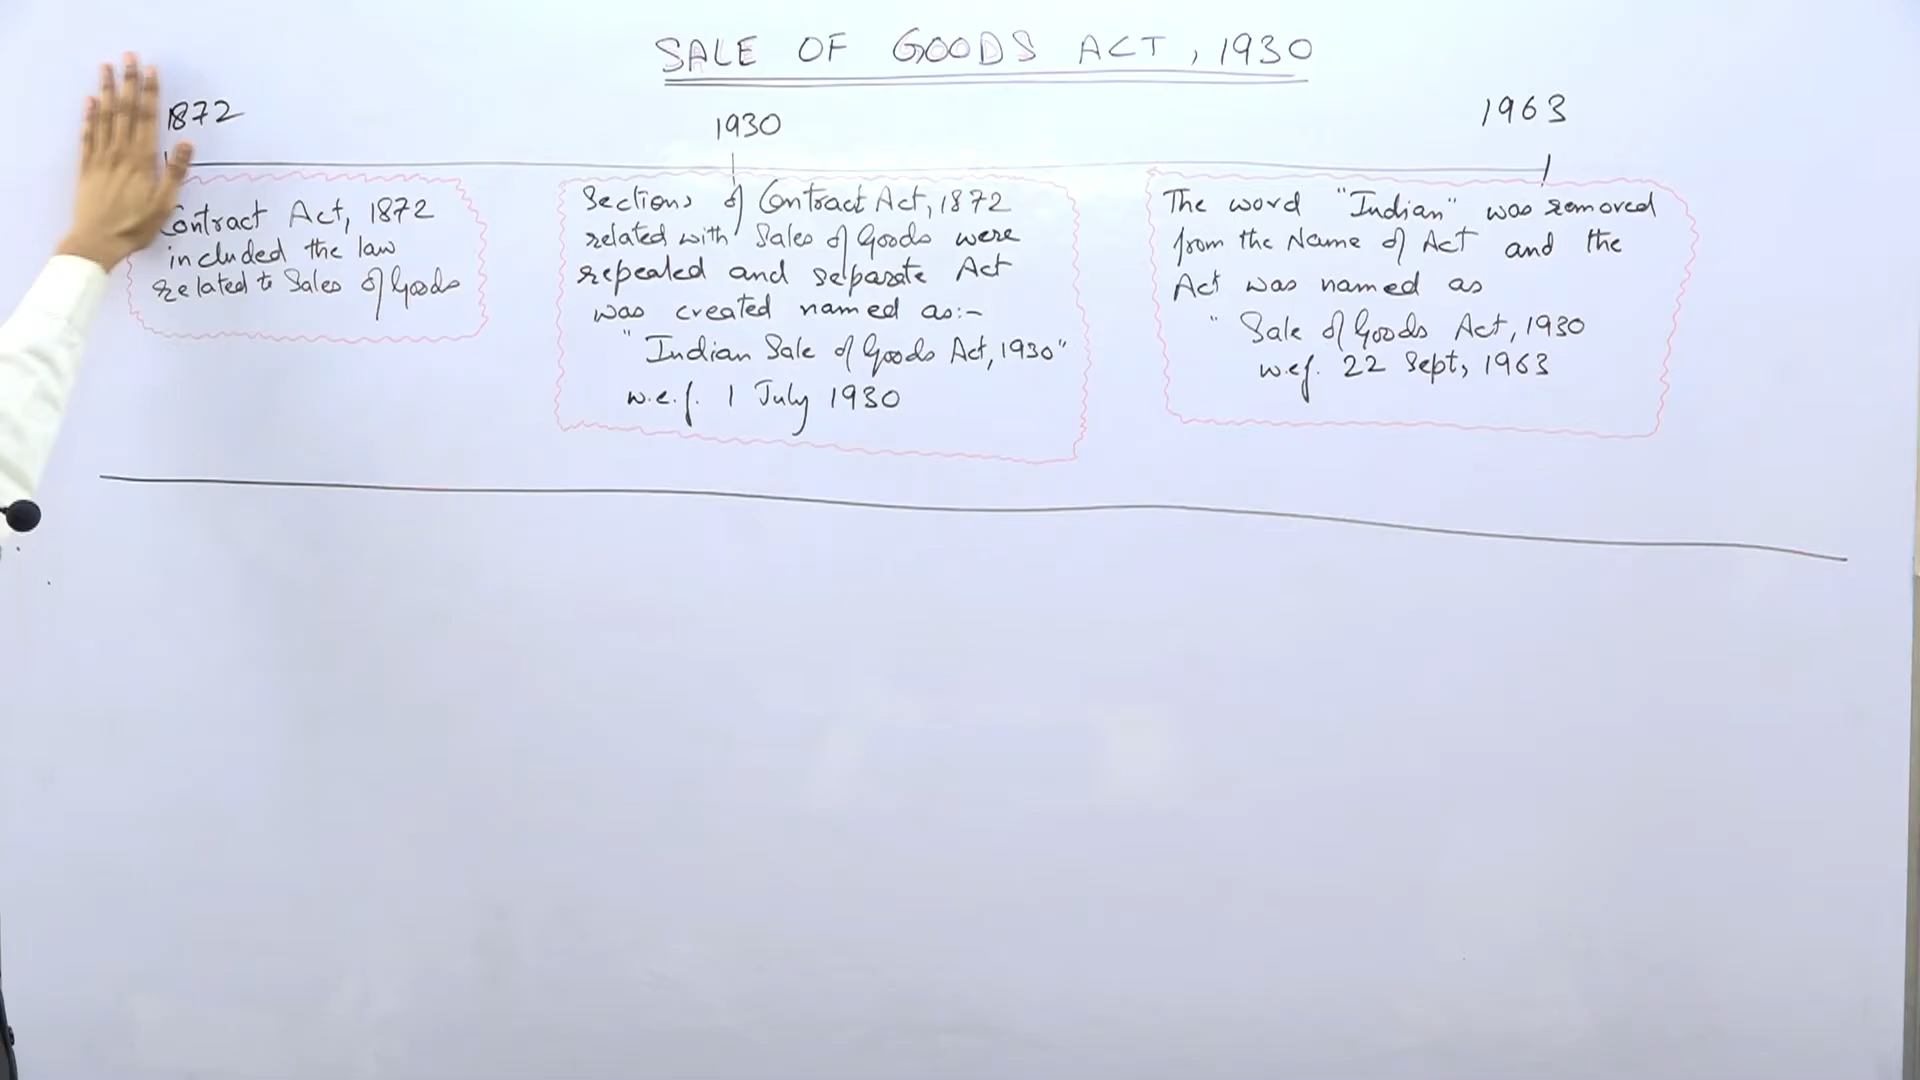 SALE OF GOODS ACT, 1930
1872
1930
1963
Contract Act, 1872
included the law
related to Sales of Goods
Sections of Contract Act, 1872
related with Sales of Goods were
repealed and separate Act
was created named as:-
"Indian Sale of Goods Act, 1930"
w.e.f. 1 July 1930
The word "Indian" was removed
from the Name of Act and the
Act was named as
"Sale of Goods Act, 1930
w.e.f. 22 Sept, 1963